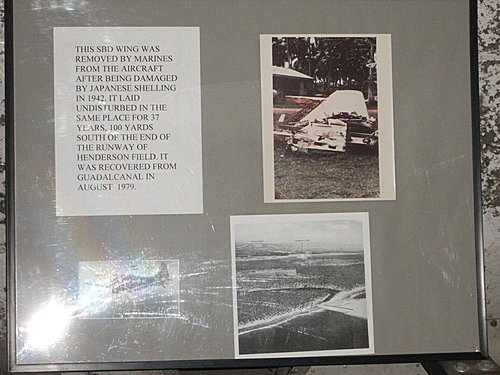 THIS SBD WING WAS
REMOVED BY MARINES
FROM THE AIRCRAFT
AFTER BEING DAMAGED
BY JAPANESE SHELLING
IN 1942. IT LAID
UNDISTURBED IN THE
SAME PLACE FOR 37
YEARS, 100 YARDS
SOUTH OF THE END OF
THE RUNWAY OF
HENDERSON FIELD. IT
WAS RECOVERED FROM
GUADALCANAL IN
AUGUST 1979.